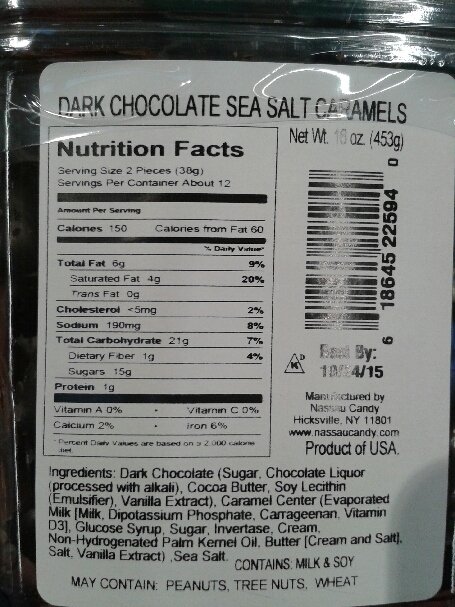 DARK CHOCOLATE SEA SALT CARAMELS
Net Wt. 16 oz. (453g)
Nutrition Facts
Serving Size 2 Pieces (38g)
Servings Per Container About 12
Amount Per Serving
Calories 150 Calories from Fat 60
% Daily Value*
Total Fat 6g 9%
Saturated Fat 4g 20%
Trans Fat 0g
Cholesterol <5mg 2%
Sodium 190mg 8%
Total Carbohydrate 21g 7%
Dietary Fiber 1g 4%
Sugars 15g
Protein 1g
Vitamin A 0% • Vitamin C 0%
Calcium 2% • Iron 6%
*Percent Daily Values are based on a 2,000 calorie
diet.
0 18645 22594 6
D
Best By:
/15
Manufactured by
Nassau Candy
Hicksville, NY 11801
www.nassaucandy.com
Product of USA.
Ingredients: Dark Chocolate (Sugar, Chocolate Liquor
(processed with alkali), Cocoa Butter, Soy Lecithin
(Emulsifier), Vanilla Extract), Caramel Center (Evaporated
Milk [Milk, Dipotassium Phosphate, Carrageenan, Vitamin
D3], Glucose Syrup, Sugar, Invertase, Cream,
Non-Hydrogenated Palm Kernel Oil, Butter [Cream and Salt],
Salt, Vanilla Extract) ,Sea Salt.
CONTAINS: MILK & SOY
MAY CONTAIN: PEANUTS, TREE NUTS, WHEAT